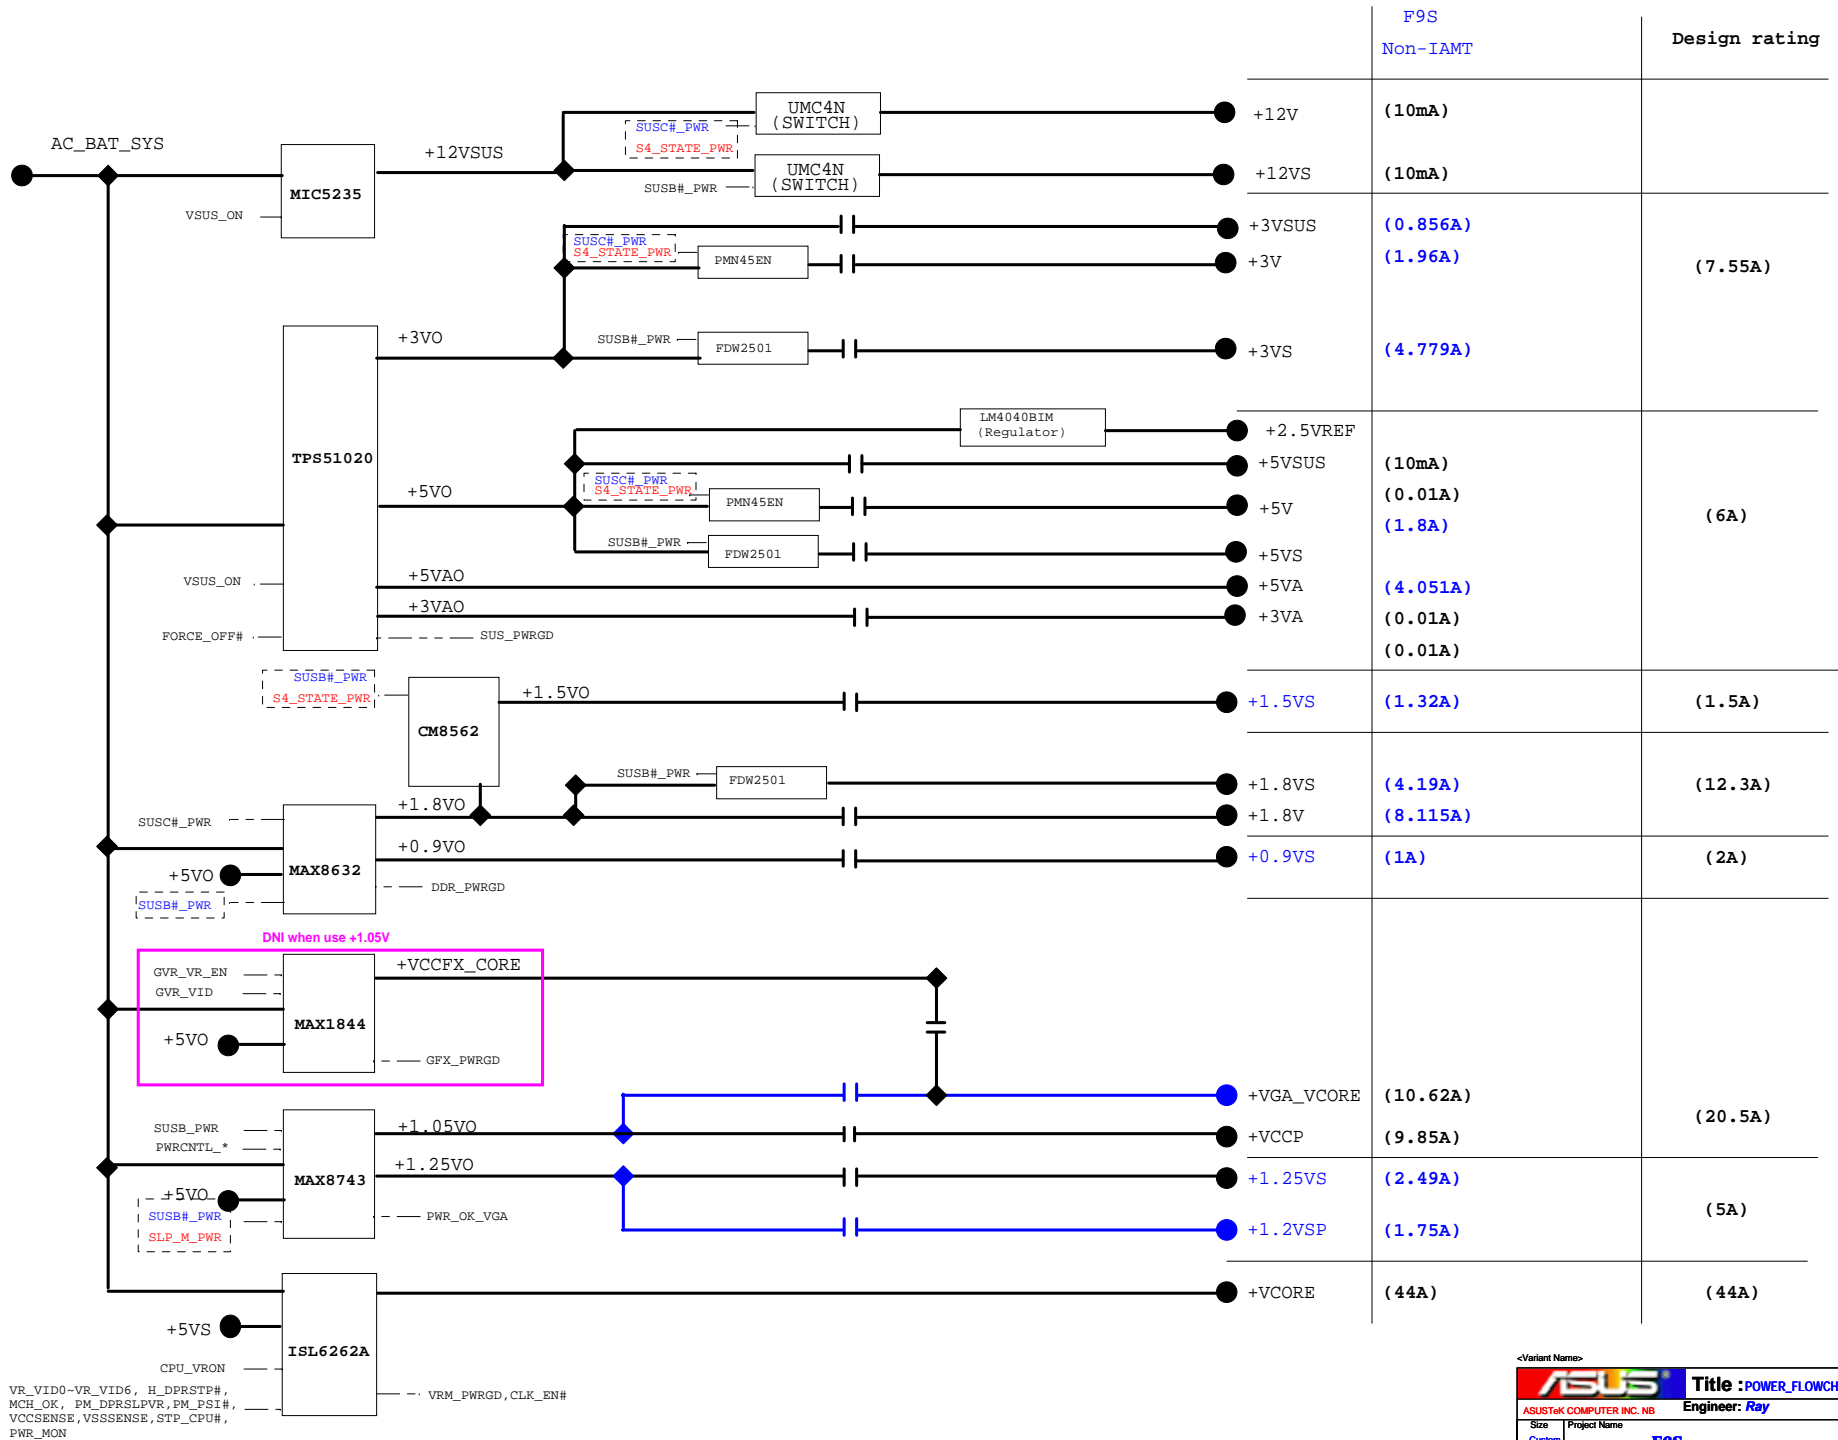 F9S
Non-IAMT
Design rating
AC_BAT_SYS
MIC5235
VSUS_ON
+12VSUS
SUSC#_PWR
S4_STATE_PWR
UMC4N
(SWITCH)
+12V
(10mA)
SUSB#_PWR
UMC4N
(SWITCH)
+12VS
(10mA)
+3VSUS
(0.856A)
SUSC#_PWR
S4_STATE_PWR
PMN45EN
+3V
(1.96A)
(7.55A)
+3VO
SUSB#_PWR
FDW2501
+3VS
(4.779A)
TPS51020
LM4040BIM
(Regulator)
+2.5VREF
+5VSUS
(10mA)
SUSC#_PWR
S4_STATE_PWR
+5VO
PMN45EN
+5V
(0.01A)
(1.8A)
(6A)
SUSB#_PWR
FDW2501
+5VS
VSUS_ON
+5VAO
+5VA
(4.051A)
+3VAO
+3VA
(0.01A)
FORCE_OFF#
SUS_PWRGD
(0.01A)
SUSB#_PWR
S4_STATE_PWR
CM8562
+1.5VO
+1.5VS
(1.32A)
(1.5A)
SUSB#_PWR
FDW2501
+1.8VS
(4.19A)
(12.3A)
+1.8VO
+1.8V
(8.115A)
SUSC#_PWR
MAX8632
+0.9VO
+0.9VS
(1A)
(2A)
+5VO
DDR_PWRGD
SUSB#_PWR
DNI when use +1.05V
GVR_VR_EN
GVR_VID
+VCCFX_CORE
MAX1844
+5VO
GFX_PWRGD
+VGA_VCORE
(10.62A)
(20.5A)
SUSB_PWR
PWRCNTL_*
+1.05VO
+VCCP
(9.85A)
MAX8743
+1.25VO
+1.25VS
(2.49A)
+5VO
SUSB#_PWR
SLP_M_PWR
PWR_OK_VGA
(5A)
+1.2VSP
(1.75A)
+VCORE
(44A)
(44A)
+5VS
ISL6262A
CPU_VRON
VR_VID0~VR_VID6, H_DPRSTP#,
MCH_OK, PM_DPRSLPVR,PM_PSI#,
VCCSENSE,VSSSENSE,STP_CPU#,
PWR_MON
VRM_PWRGD,CLK_EN#
<Variant Name>
ASUS
Title : POWER_FLOWCH
ASUSTeK COMPUTER INC. NB
Engineer: Ray
Size
Project Name